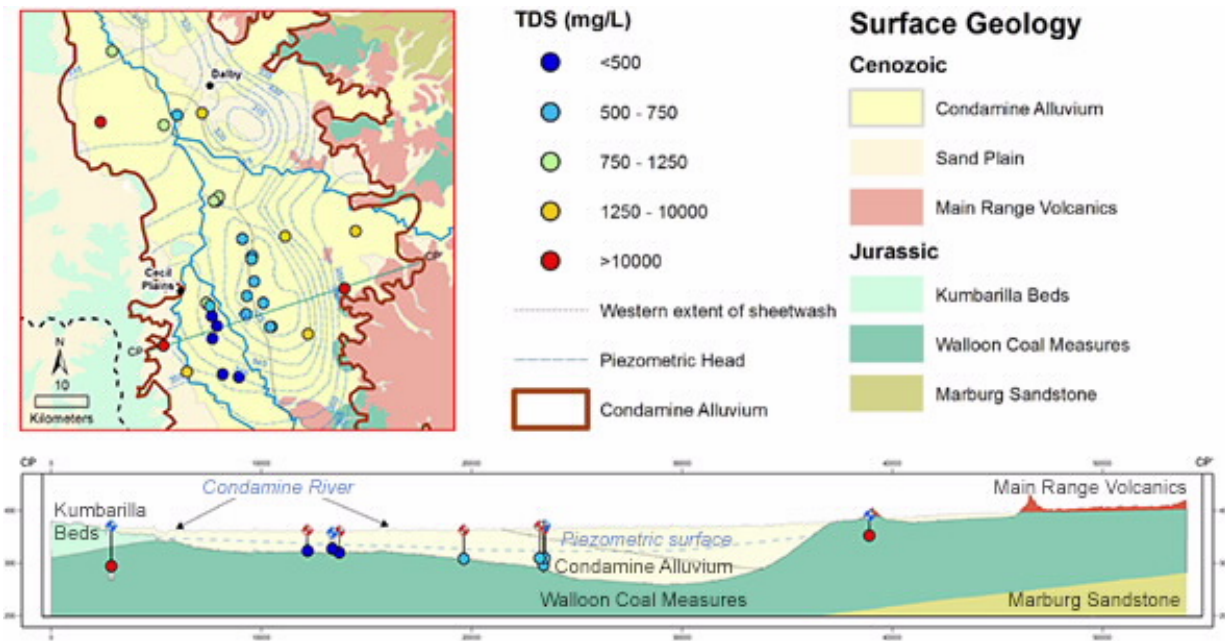 TDS (mg/L)
<500
500 - 750
750 - 1250
1250 - 10000
>10000
Western extent of sheetwash
Piezometric Head
Condamine Alluvium
Surface Geology
Cenozoic
Condamine Alluvium
Sand Plain
Main Range Volcanics
Jurassic
Kumbarilla Beds
Walloon Coal Measures
Marburg Sandstone
Dalby
Cecil
Plains
CP
CP'
N
10
Kilometers
CP
CP'
Condamine River
Main Range Volcanics
Kumbarilla
Beds
Piezometric surface
Condamine Alluvium
Walloon Coal Measures
Marburg Sandstone